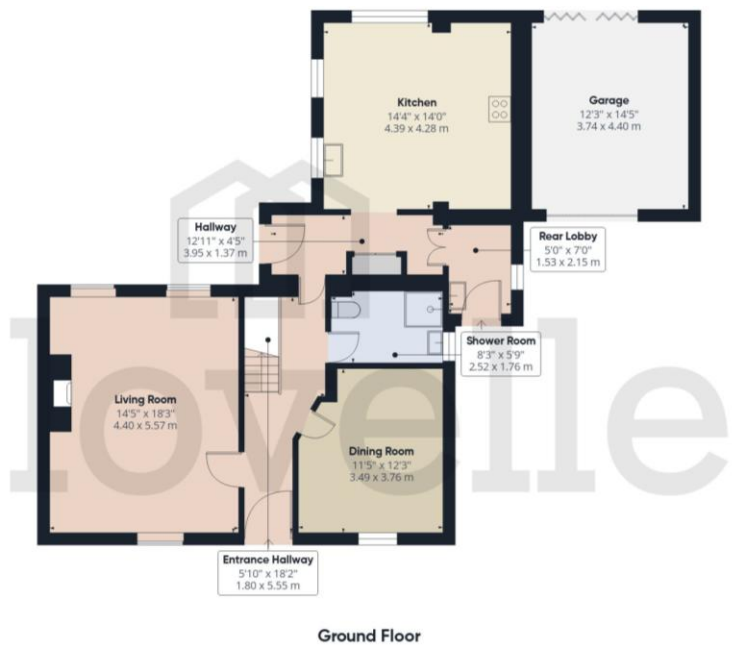 Kitchen
14'4" x 14'0"
4.39 x 4.28 m
Garage
12'3" x 14'5"
3.74 x 4.40 m
Hallway
12'11" x 4'5"
3.95 x 1.37 m
Rear Lobby
5'0" x 7'0"
1.53 x 2.15 m
Shower Room
8'3" x 5'9"
2.52 x 1.76 m
Living Room
14'5" x 18'3"
4.40 x 5.57 m
Dining Room
11'5" x 12'3"
3.49 x 3.76 m
lovelle
Entrance Hallway
5'10" x 18'2"
1.80 x 5.55 m
Ground Floor